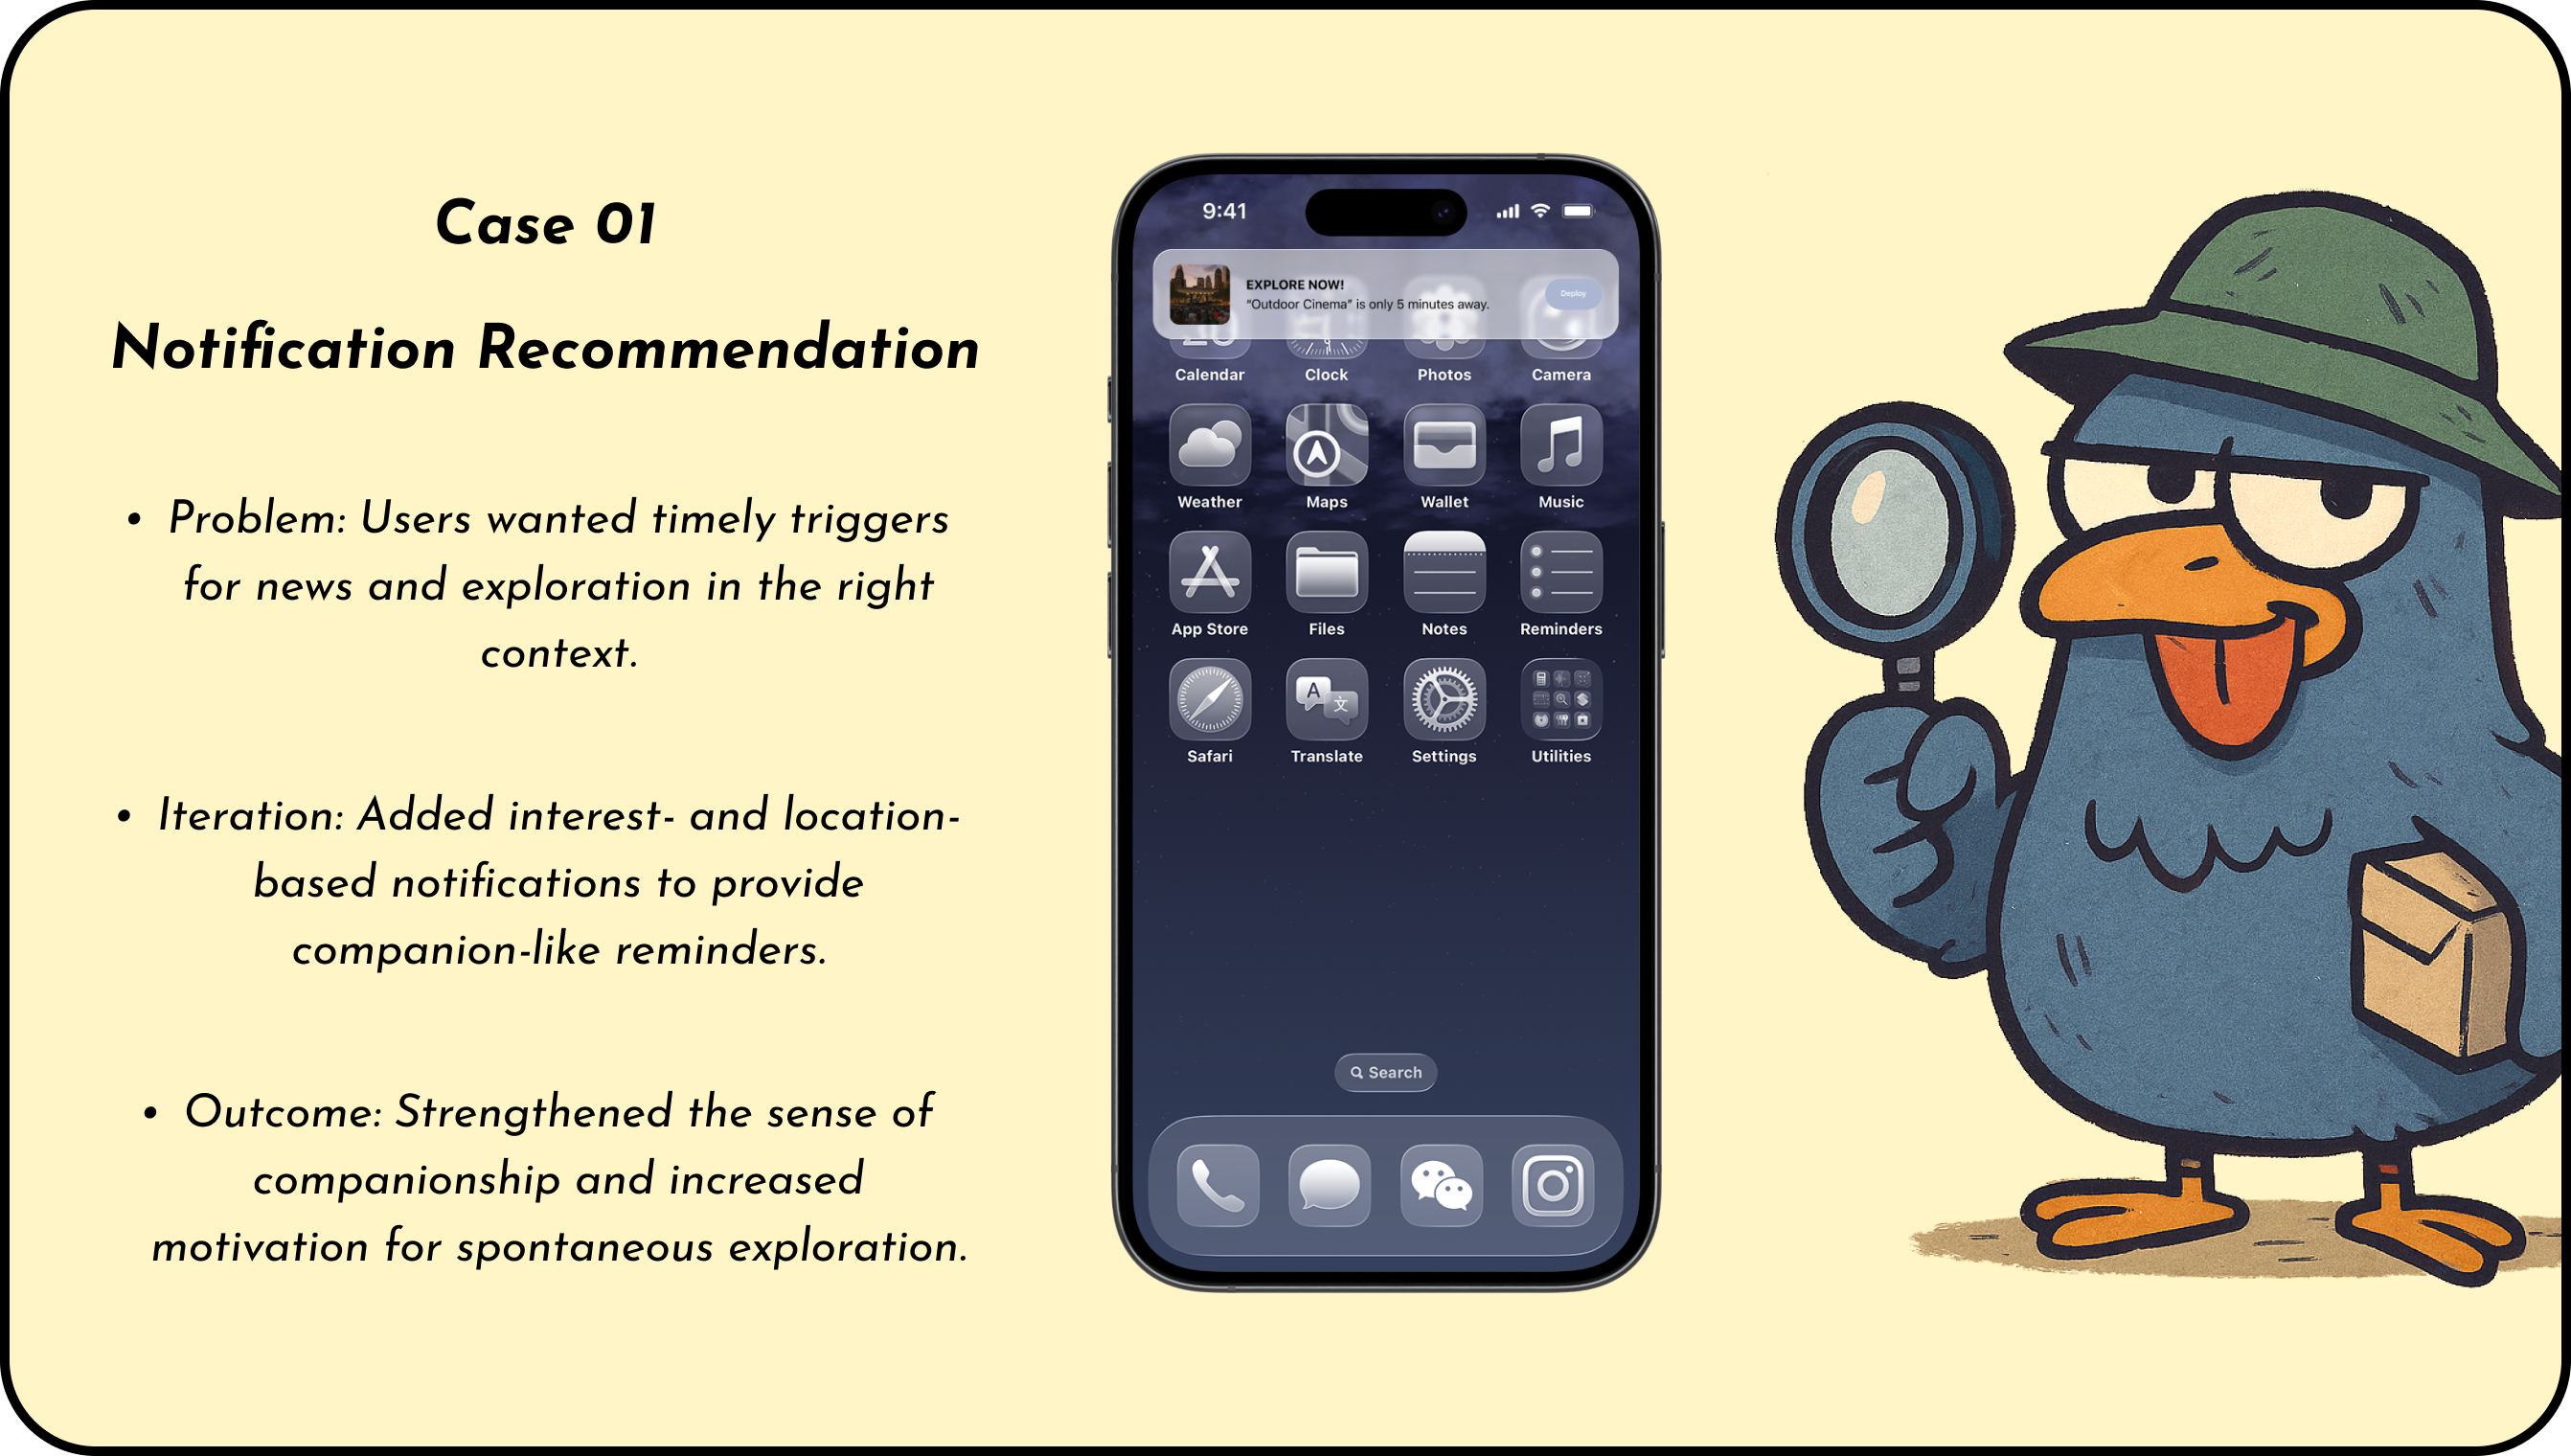 Case 01
Notification Recommendation
• Problem: Users wanted timely triggers
for news and exploration in the right
context.
• Iteration: Added interest- and location-
based notifications to provide
companion-like reminders.
• Outcome: Strengthened the sense of
companionship and increased
motivation for spontaneous exploration.
9:41
EXPLORE NOW!
“Outdoor Cinema” is only 5 minutes away.
Deploy
Calendar Clock Photos Camera
Weather Maps Wallet Music
App Store Files Notes Reminders
A 文
Safari Translate Settings Utilities
Search